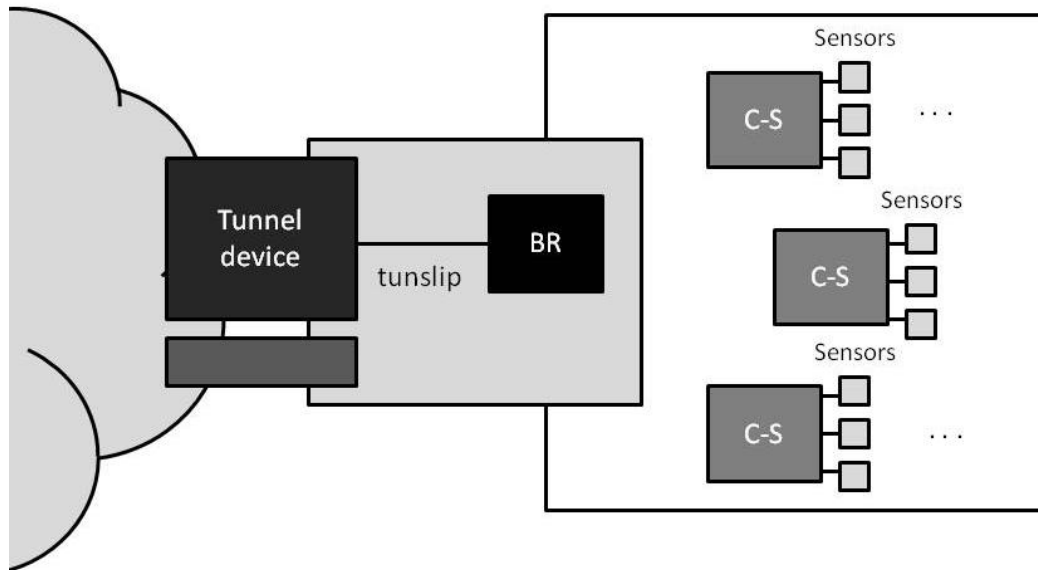 Sensors
C-S
. . .
Sensors
Tunnel
device
BR
tunslip
C-S
Sensors
C-S
. . .